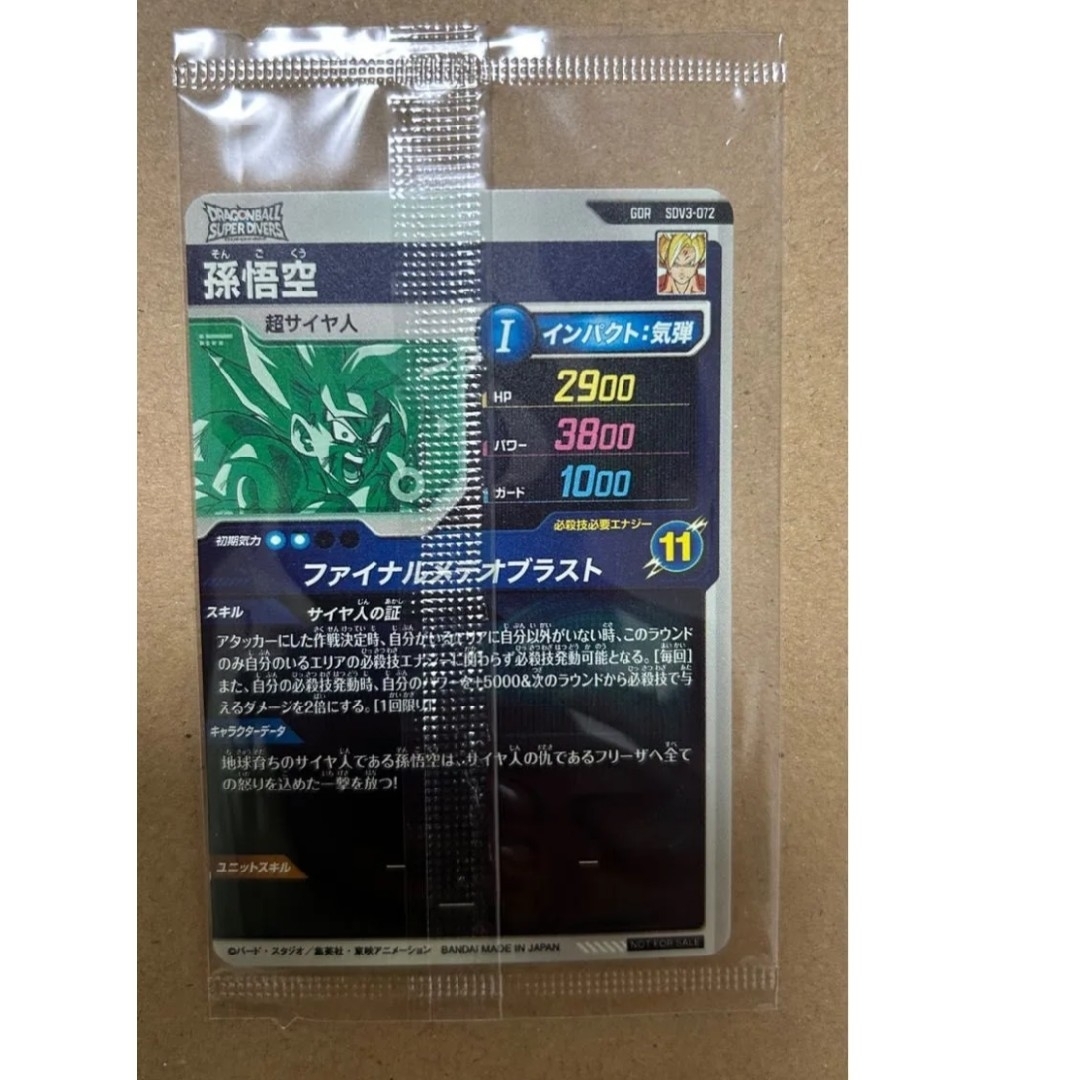 DRAGONBALL
SUPER DIVERS
GDR SDV3-072
そん ご くう
孫悟空
超サイヤ人
I インパクト:気弾
HP 2900
パワー 3800
ガード 1000
必殺技必要エナジー
11
初期気力
ファイナルメテオブラスト
スキル サイヤ人の証
アタッカーにした作戦決定時、自分がいるエリアに自分以外がいない時、このラウンド
のみ自分のいるエリアの必殺技エナジーに関わらず必殺技発動可能となる。[毎回]
また、自分の必殺技発動時、自分のパワーを+5000&次のラウンドから必殺技で与
えるダメージを2倍にする。[1回限り]
キャラクターデータ
地球育ちのサイヤ人である孫悟空は、サイヤ人の仇であるフリーザへ全て
の怒りを込めた一撃を放つ!
ユニットスキル
©バード・スタジオ/集英社・東映アニメーション BANDAI MADE IN JAPAN
NOT FOR SALE